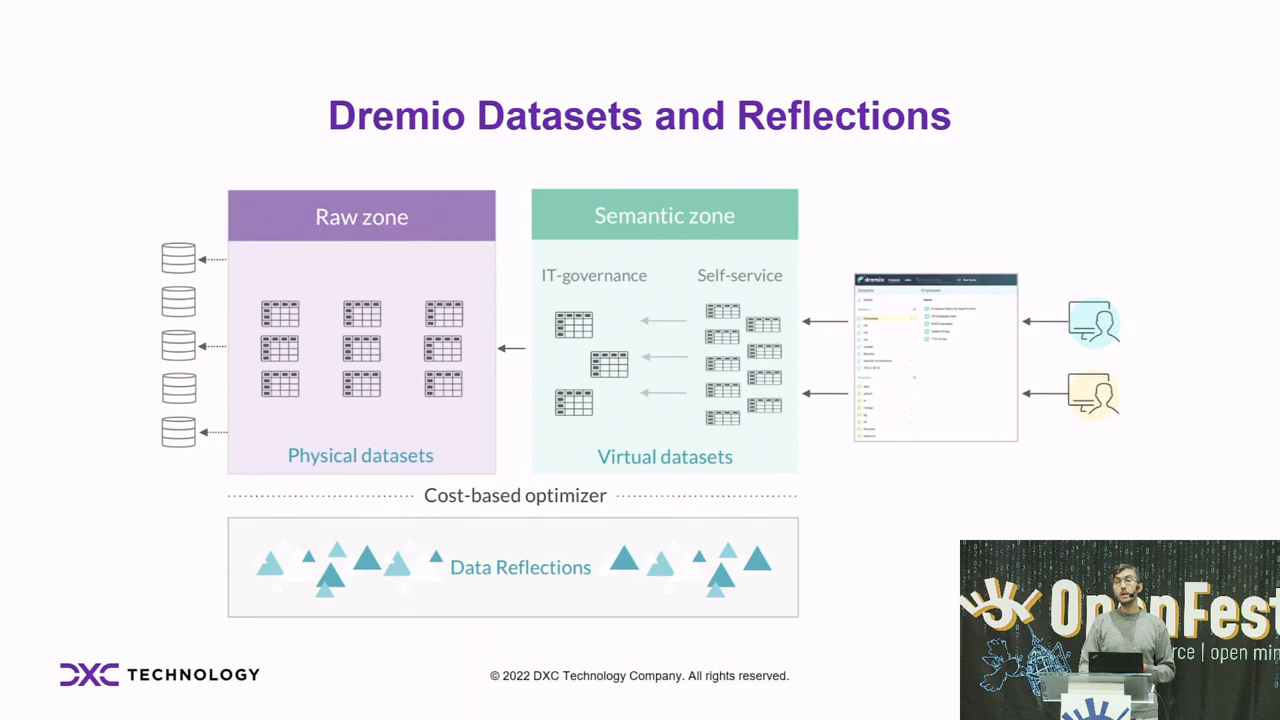 Dremio Datasets and Reflections
Raw zone
Semantic zone
IT-governance
Self-service
dremio
Physical datasets
Virtual datasets
Cost-based optimizer
Data Reflections
DXC TECHNOLOGY
© 2022 DXC Technology Company. All rights reserved.
OpenFest
rce | open min